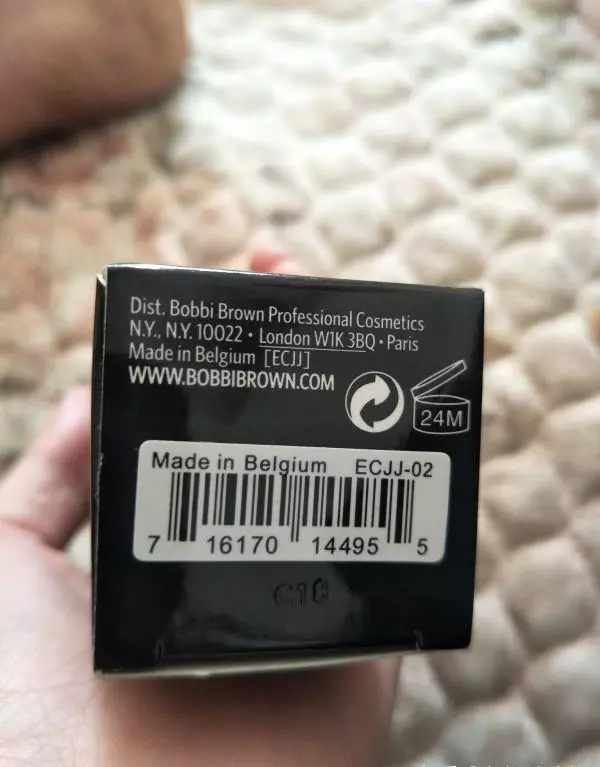 Dist. Bobbi Brown Professional Cosmetics
N.Y., N.Y. 10022 • London W1K 3BQ • Paris
Made in Belgium [ECJJ]
WWW.BOBBIBROWN.COM
24M
Made in Belgium ECJJ-02
7 16170 14495 5
C18